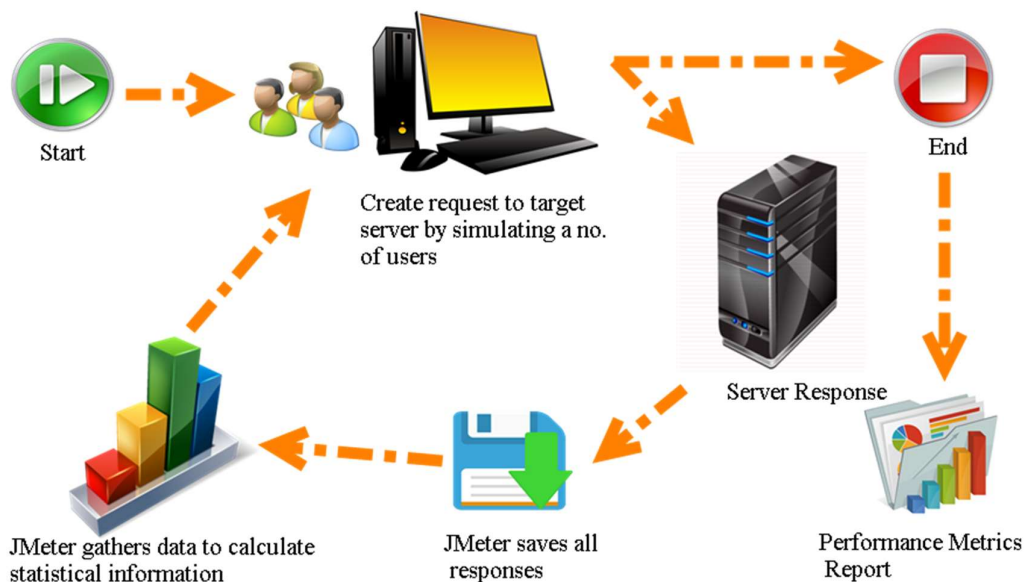 Start
End
Create request to target
server by simulating a no.
of users
Server Response
JMeter gathers data to calculate
statistical information
JMeter saves all
responses
Performance Metrics
Report